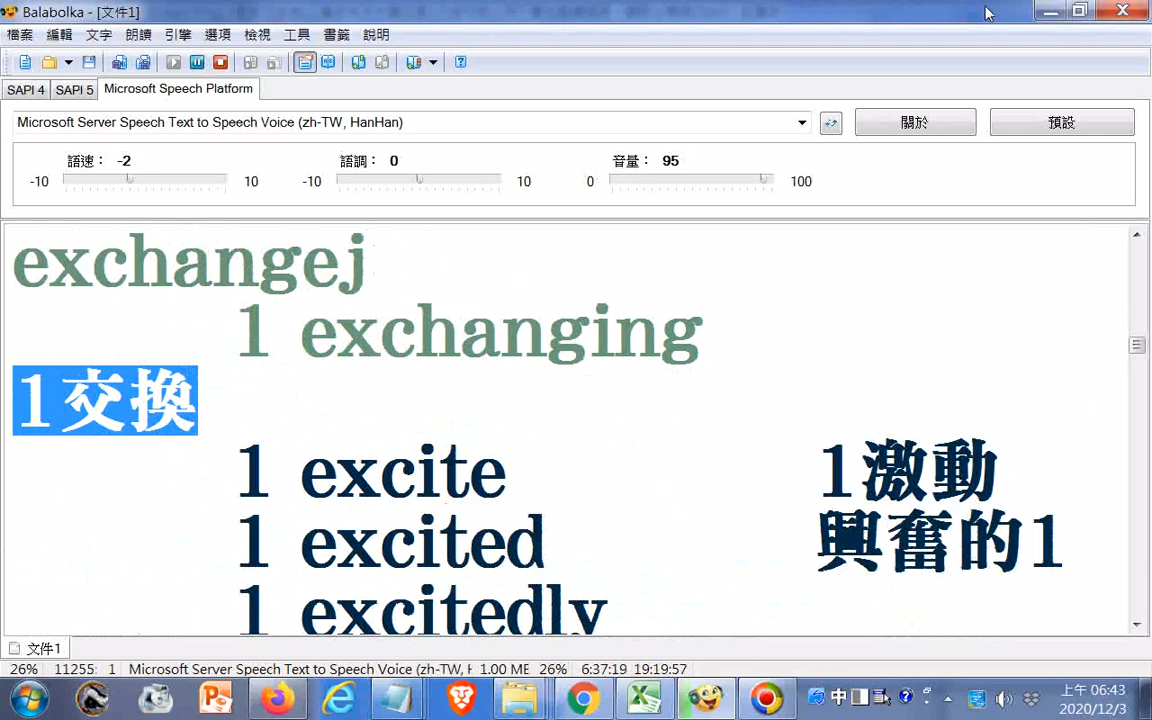 Balabolka - [文件1]
檔案 編輯 文字 朗讀 引擎 選項 檢視 工具 書籤 說明
SAPI 4 SAPI 5 Microsoft Speech Platform
Microsoft Server Speech Text to Speech Voice (zh-TW, HanHan) 關於 預設
語速： -2 語調： 0 音量： 95
-10 10 -10 10 0 100
exchangej
1 exchanging
1交換
1 excite 1激動
1 excited 興奮的1
1 excitedly
文件1
26% 11255: 1 Microsoft Server Speech Text to Speech Voice (zh-TW, H 1.00 ME 26% 6:37:19 19:19:57
中
上午 06:43
2020/12/3